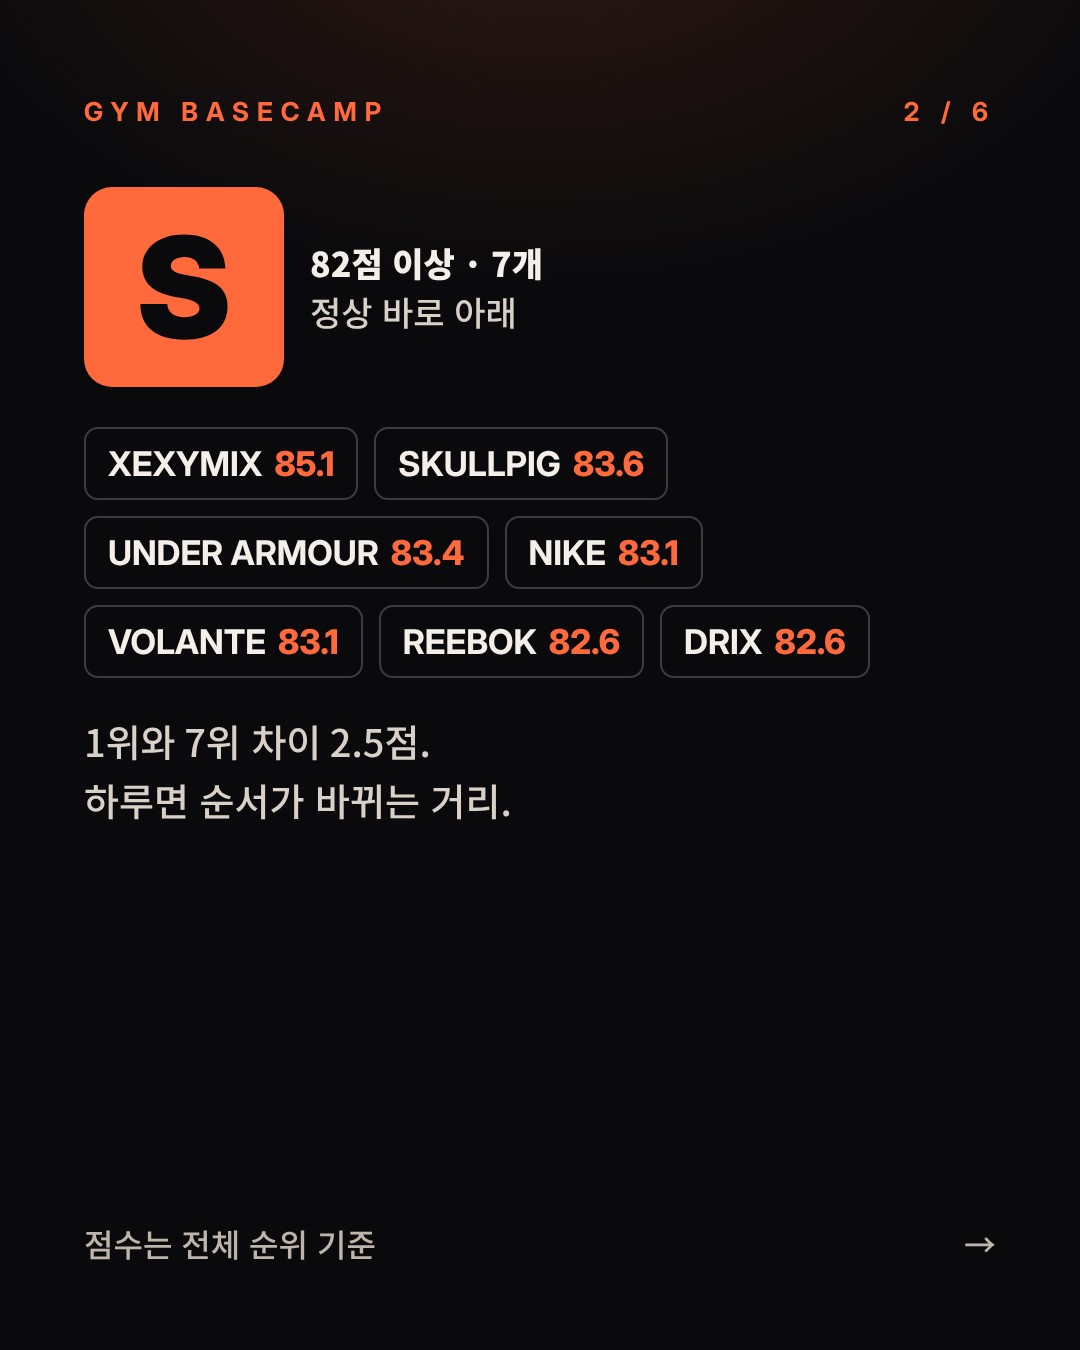 GYM BASECAMP 2 / 6
S
82점 이상 · 7개
정상 바로 아래
XEXYMIX 85.1 SKULLPIG 83.6
UNDER ARMOUR 83.4 NIKE 83.1
VOLANTE 83.1 REEBOK 82.6 DRIX 82.6
1위와 7위 차이 2.5점.
하루면 순서가 바뀌는 거리.
점수는 전체 순위 기준 →